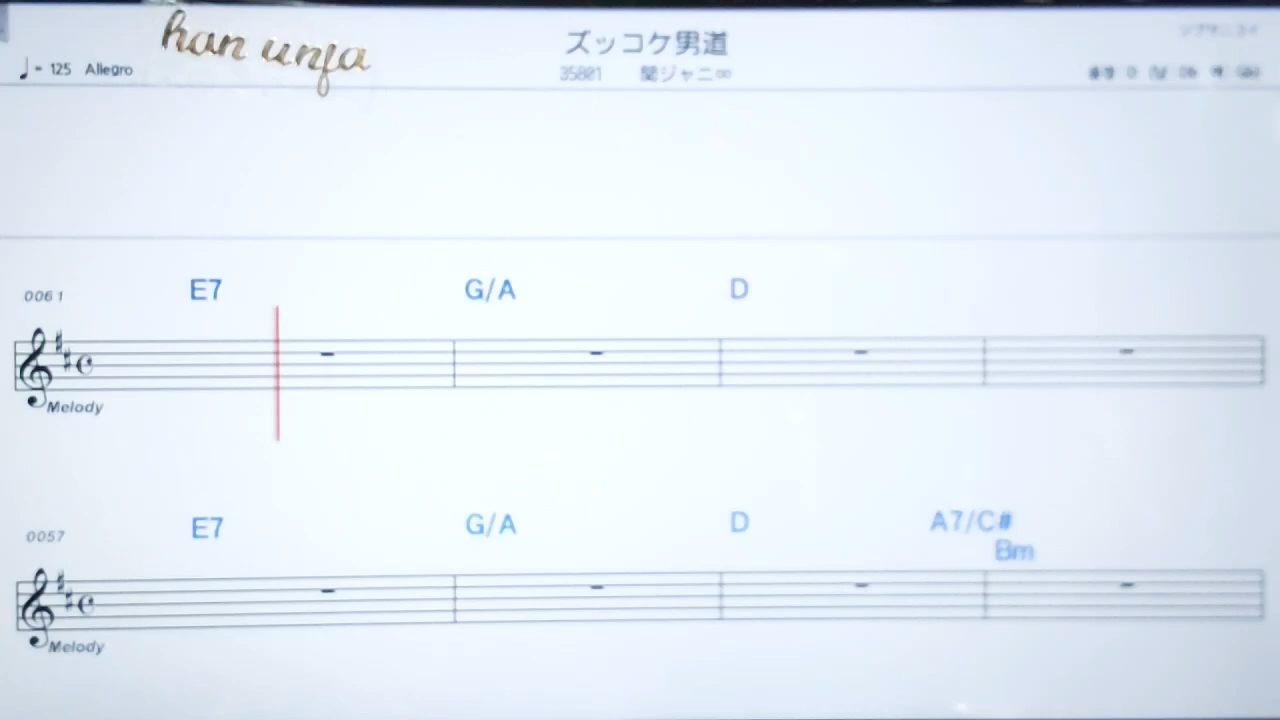 han unja
ズッコケ男道
♩= 125 Allegro
35801 関ジャニ∞
0061 E7 G/A D
Melody
0057 E7 G/A D A7/C#
Bm
Melody